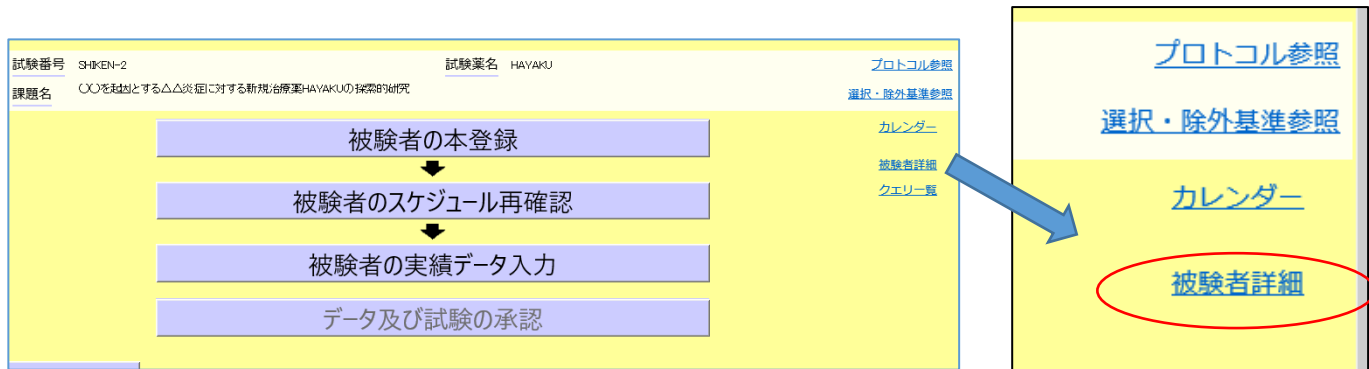 試験番号 SHIKEN-2 試験薬名 HAYAKU プロトコル参照
課題名 〇〇を起因とする△△炎症に対する新規治療薬HAYAKUの探索的研究 選択・除外基準参照
カレンダー
被験者の本登録
被験者詳細
被験者のスケジュール再確認
クエリ一覧
被験者の実績データ入力
データ及び試験の承認
プロトコル参照
選択・除外基準参照
カレンダー
被験者詳細